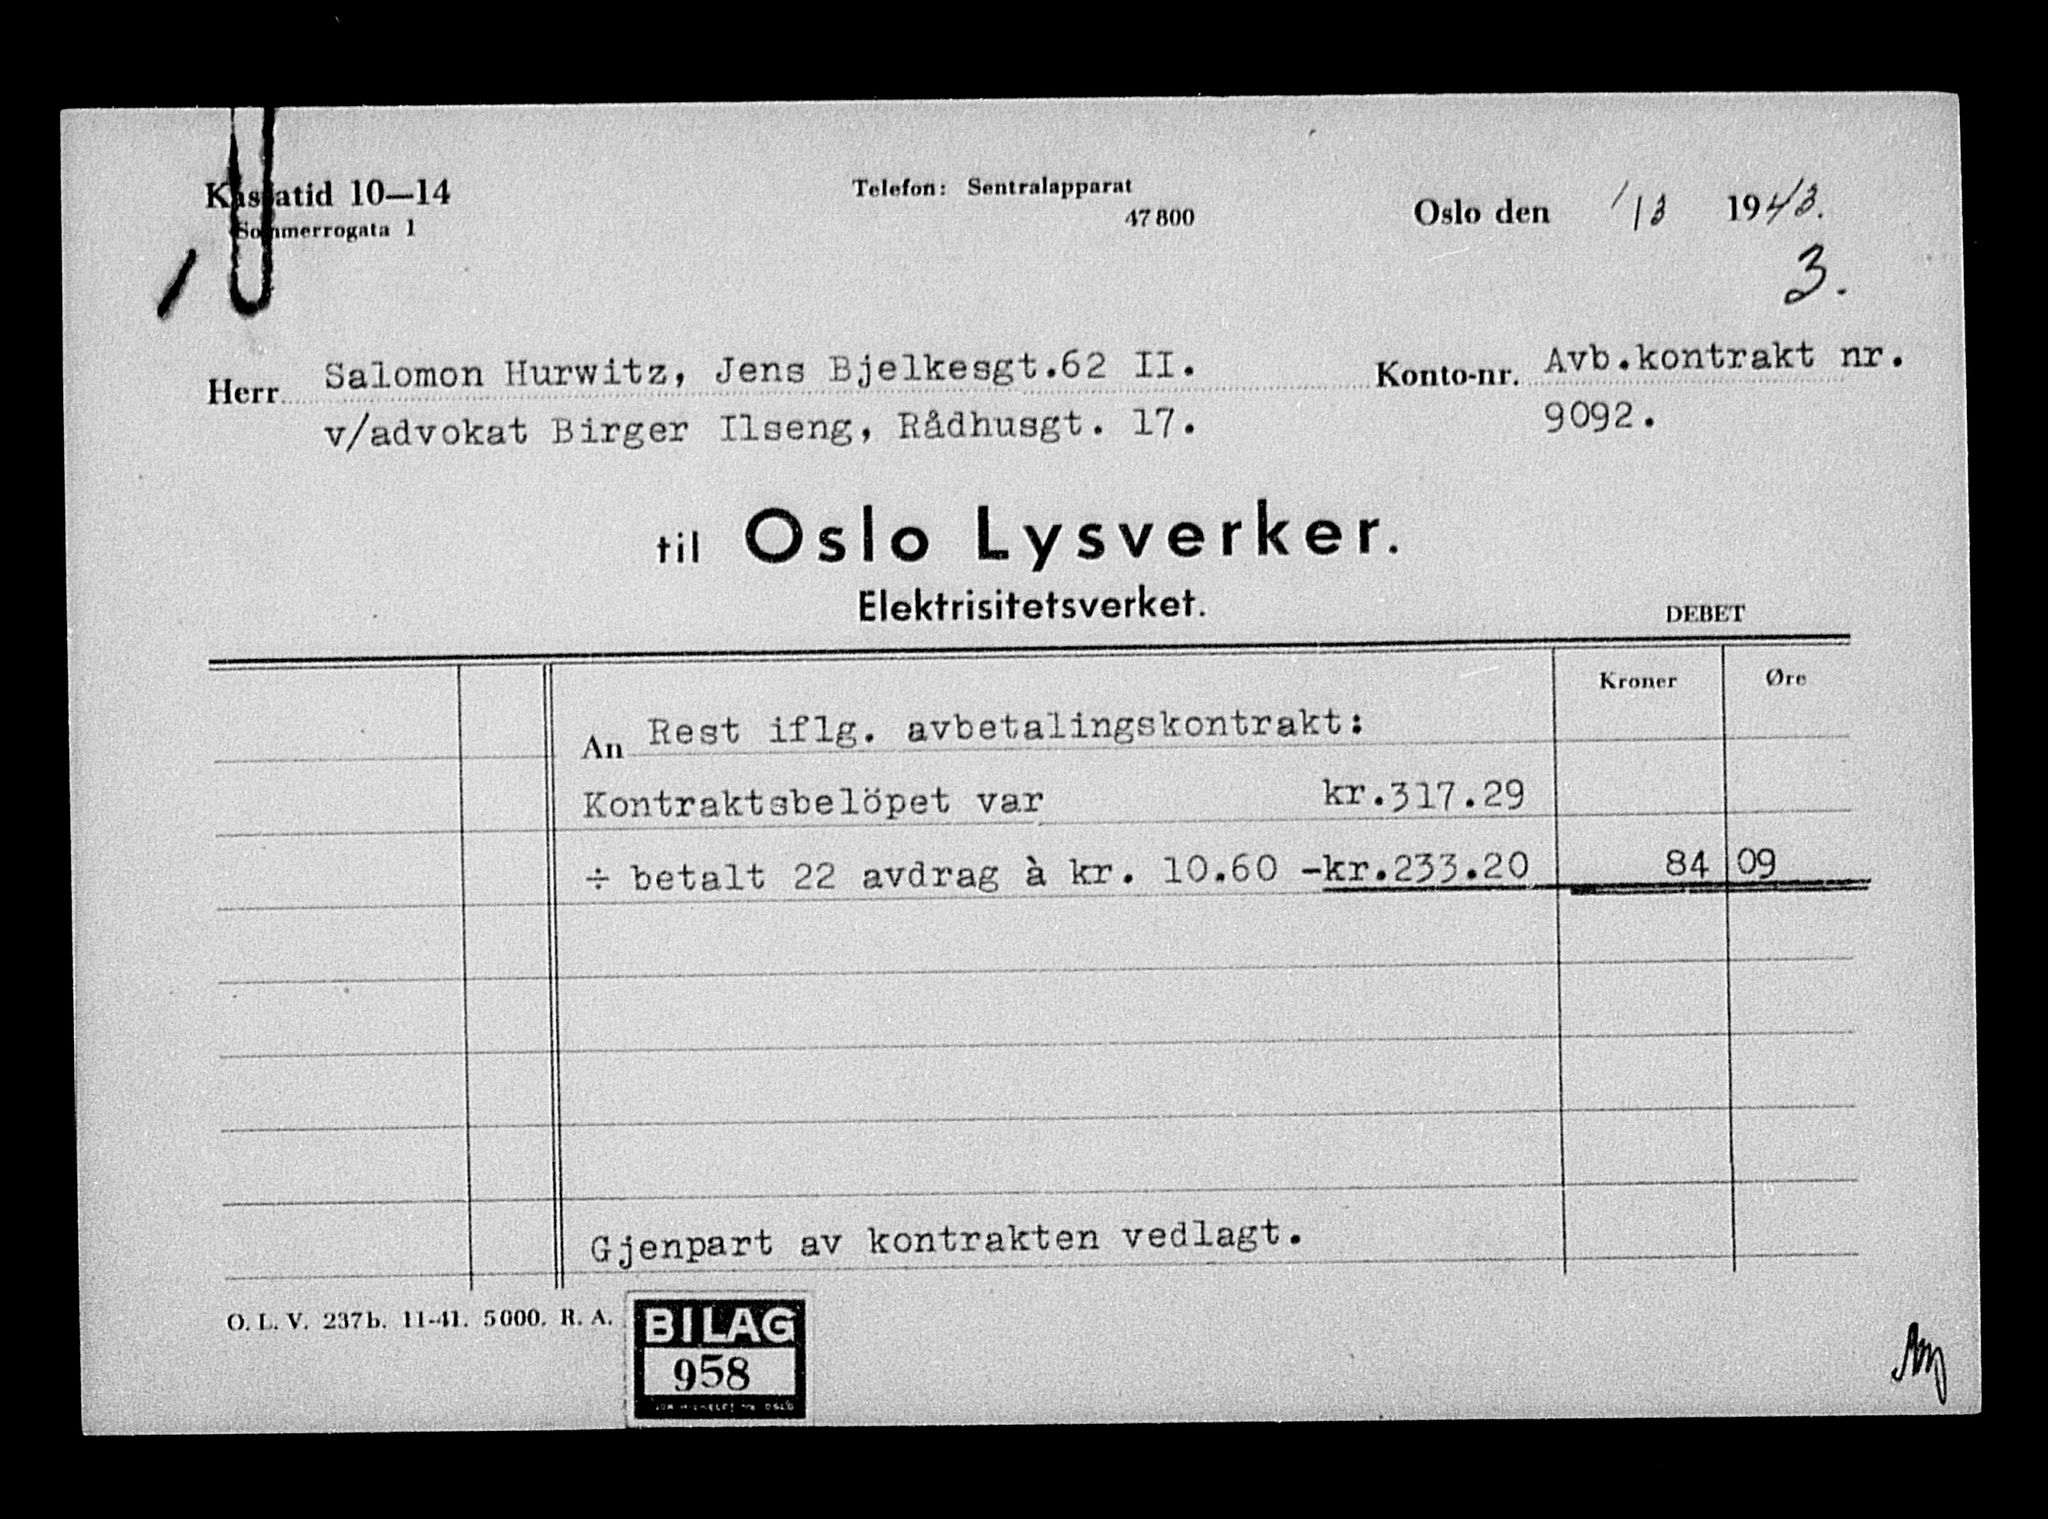 Kassatid 10—14
Sommerrogata 1
Telefon: Sentralapparat
47800
Oslo den 1/3 1943.
3.
Herr Salomon Hurwitz, Jens Bjelkesgt.62 II.
v/advokat Birger Ilseng, Rådhusgt. 17.
Konto-nr. Avb.kontrakt nr.
9092.
til Oslo Lysverker.
Elektrisitetsverket.
DEBET
Kroner Øre
An Rest iflg. avbetalingskontrakt:
Kontraktsbelöpet var kr.317.29
÷ betalt 22 avdrag à kr. 10.60 -kr.233.20 84 09
Gjenpart av kontrakten vedlagt.
O. L. V. 237b. 11-41. 5000. R. A.
BILAG
958